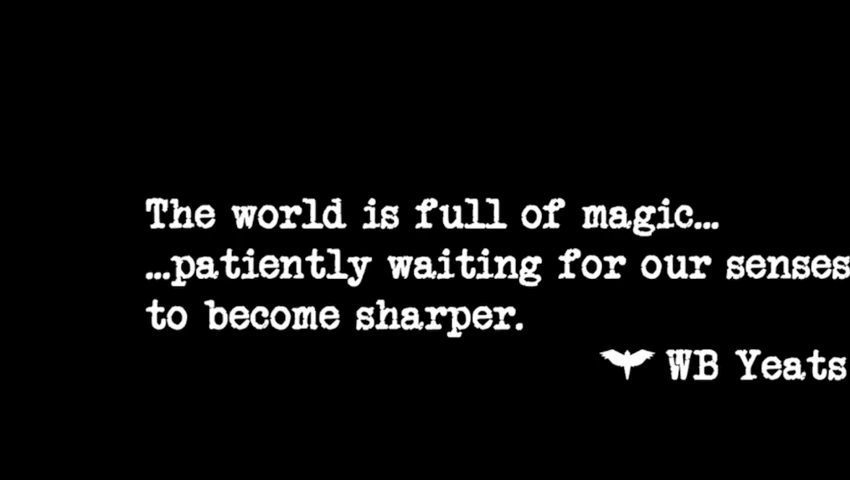 The world is full of magic...
...patiently waiting for our senses
to become sharper.
WB Yeats